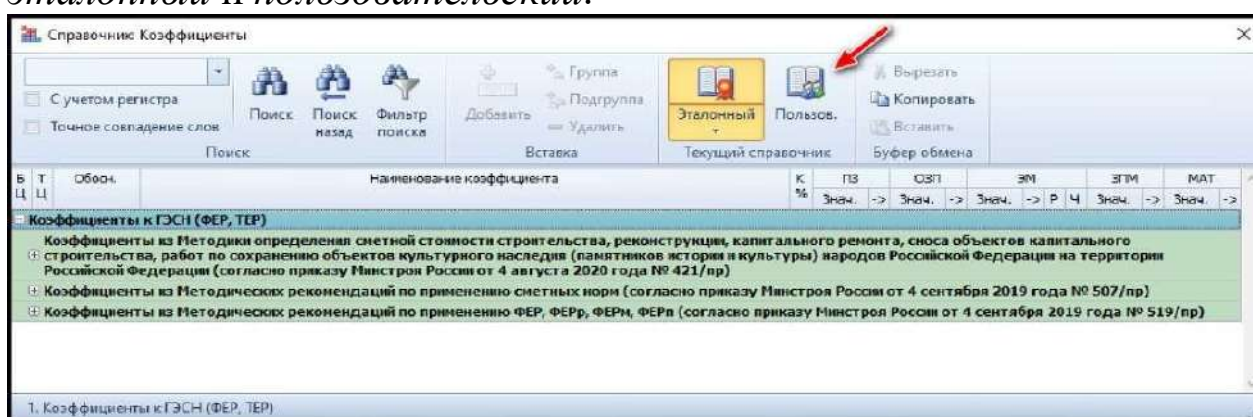 эталонный и пользовательский.
Справочник: Коэффициенты
С учетом регистра
Точное совпадение слов
Поиск
Поиск назад
Фильтр поиска
Поиск
Добавить
Группа
Подгруппа
Удалить
Вставка
Эталонный
Пользов.
Текущий справочник
Вырезать
Копировать
Вставить
Буфер обмена
БЦ ТЦ Обосн. Наименование коэффициента К % ПЗ ОЗП ЭМ ЗПМ МАТ
Знач. -> Знач. -> Знач. -> Р Ч Знач. -> Знач. ->
Коэффициенты к ГЭСН (ФЕР, ТЕР)
Коэффициенты из Методики определения сметной стоимости строительства, реконструкции, капитального ремонта, сноса объектов капитального
строительства, работ по сохранению объектов культурного наследия (памятников истории и культуры) народов Российской Федерации на территории
Российской Федерации (согласно приказу Минстроя России от 4 августа 2020 года № 421/пр)
Коэффициенты из Методических рекомендаций по применению сметных норм (согласно приказу Минстроя России от 4 сентября 2019 года № 507/пр)
Коэффициенты из Методических рекомендаций по применению ФЕР, ФЕРр, ФЕРм, ФЕРп (согласно приказу Минстроя России от 4 сентября 2019 года № 519/пр)
1. Коэффициенты к ГЭСН (ФЕР, ТЕР)